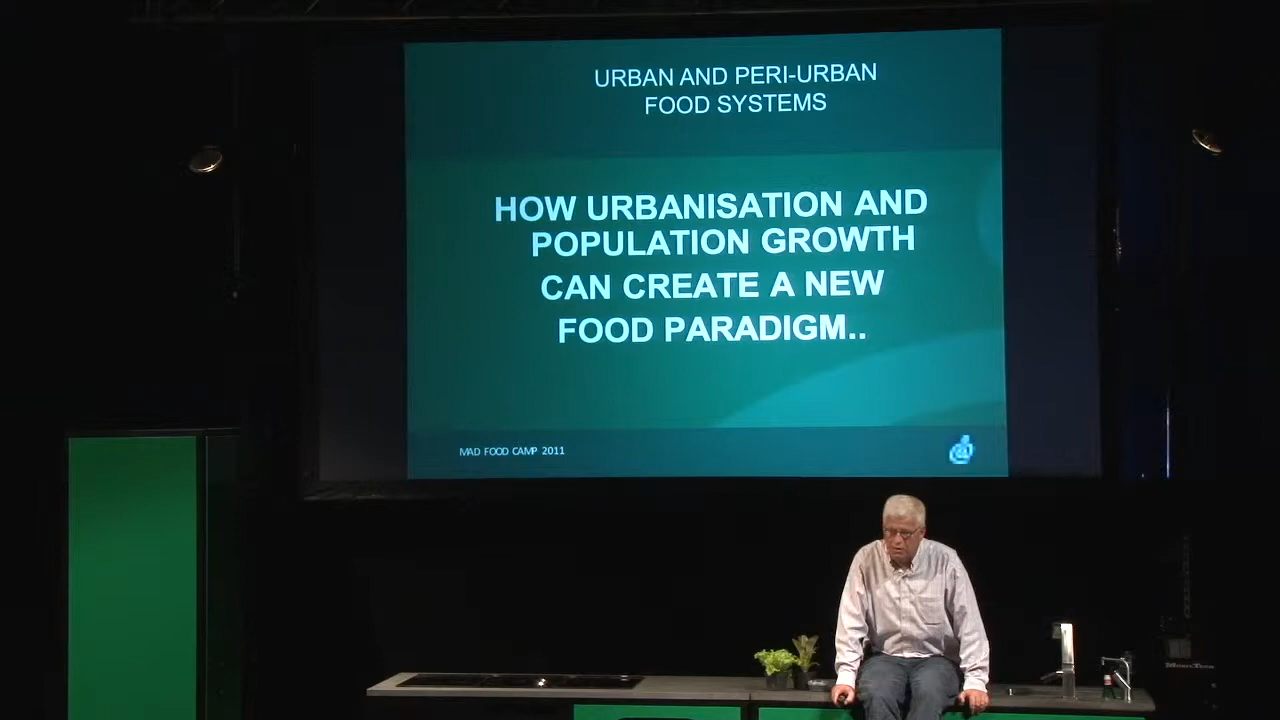 URBAN AND PERI-URBAN
FOOD SYSTEMS
HOW URBANISATION AND
POPULATION GROWTH
CAN CREATE A NEW
FOOD PARADIGM..
MAD FOOD CAMP 2011